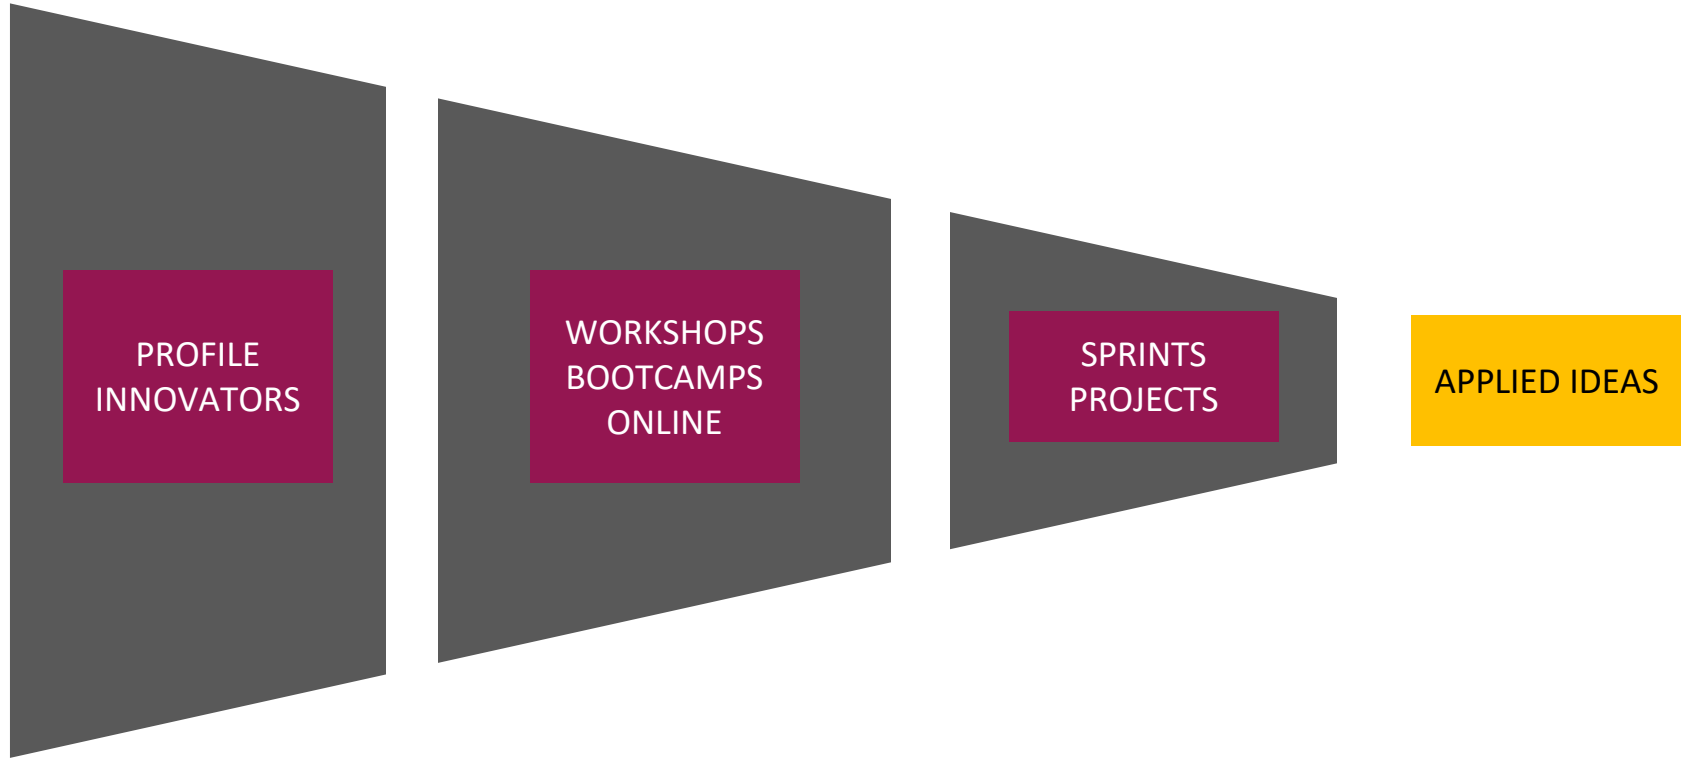 PROFILE
INNOVATORS
WORKSHOPS
BOOTCAMPS
ONLINE
SPRINTS
PROJECTS
APPLIED IDEAS